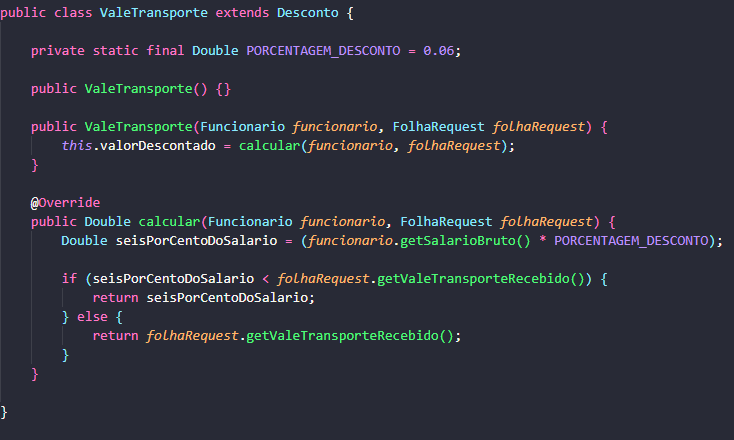 public class ValeTransporte extends Desconto {
private static final Double PORCENTAGEM_DESCONTO = 0.06;
public ValeTransporte() {}
public ValeTransporte(Funcionario funcionario, FolhaRequest folhaRequest) {
this.valorDescontado = calcular(funcionario, folhaRequest);
}
@Override
public Double calcular(Funcionario funcionario, FolhaRequest folhaRequest) {
Double seisPorCentoDoSalario = (funcionario.getSalarioBruto() * PORCENTAGEM_DESCONTO);
if (seisPorCentoDoSalario < folhaRequest.getValeTransporteRecebido()) {
return seisPorCentoDoSalario;
} else {
return folhaRequest.getValeTransporteRecebido();
}
}
}